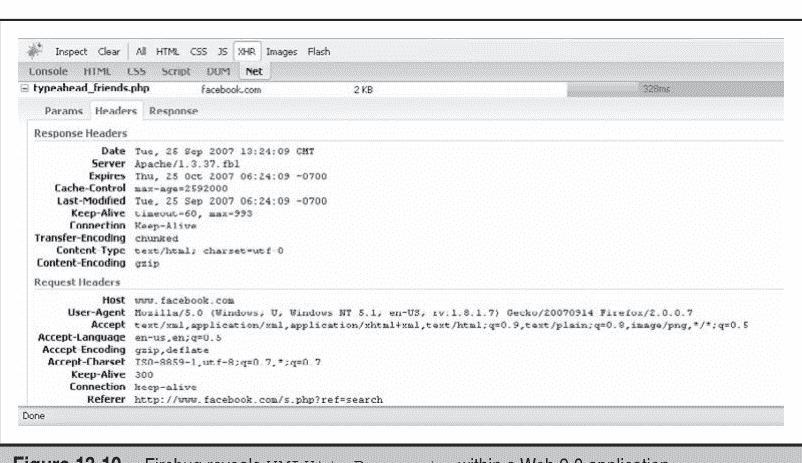 Inspect Clear All HTML CSS JS XHR Images Flash
Console HTML CSS Script DOM Net
typeahead_friends.php facebook.com 2 KB 328ms
Params Headers Response
Response Headers
Date Tue, 25 Sep 2007 13:24:09 GMT
Server Apache/1.3.37.fb1
Expires Thu, 25 Oct 2007 06:24:09 -0700
Cache-Control max-age=2592000
Last-Modified Tue, 25 Sep 2007 06:24:09 -0700
Keep-Alive timeout=60, max=993
Connection Keep-Alive
Transfer-Encoding chunked
Content-Type text/html; charset=utf-8
Content-Encoding gzip
Request Headers
Host www.facebook.com
User-Agent Mozilla/5.0 (Windows; U; Windows NT 5.1; en-US; rv:1.8.1.7) Gecko/20070914 Firefox/2.0.0.7
Accept text/xml,application/xml,application/xhtml+xml,text/html;q=0.9,text/plain;q=0.8,image/png,*/*;q=0.5
Accept-Language en-us,en;q=0.5
Accept-Encoding gzip,deflate
Accept-Charset ISO-8859-1,utf-8;q=0.7,*;q=0.7
Keep-Alive 300
Connection keep-alive
Referer http://www.facebook.com/s.php?ref=search
Done
Firebug reveals within a Web 2.0 application